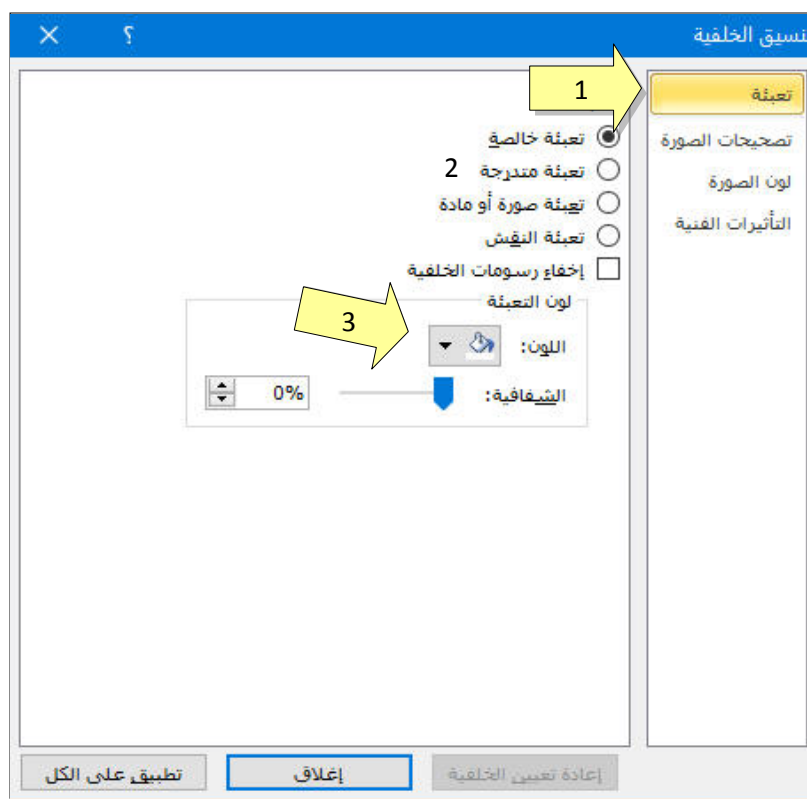 نسيق الخلفية
؟
1
تعبئة
تصحيحات الصورة
لون الصورة
التأثيرات الفنية
تعبئة خالصة
تعبئة متدرجة 2
تعبئة صورة أو مادة
تعبئة النقش
إخفاء رسومات الخلفية
لون التعبئة
3
اللون:
الشفافية: 0%
إعادة تعيين الخلفية إغلاق تطبيق على الكل